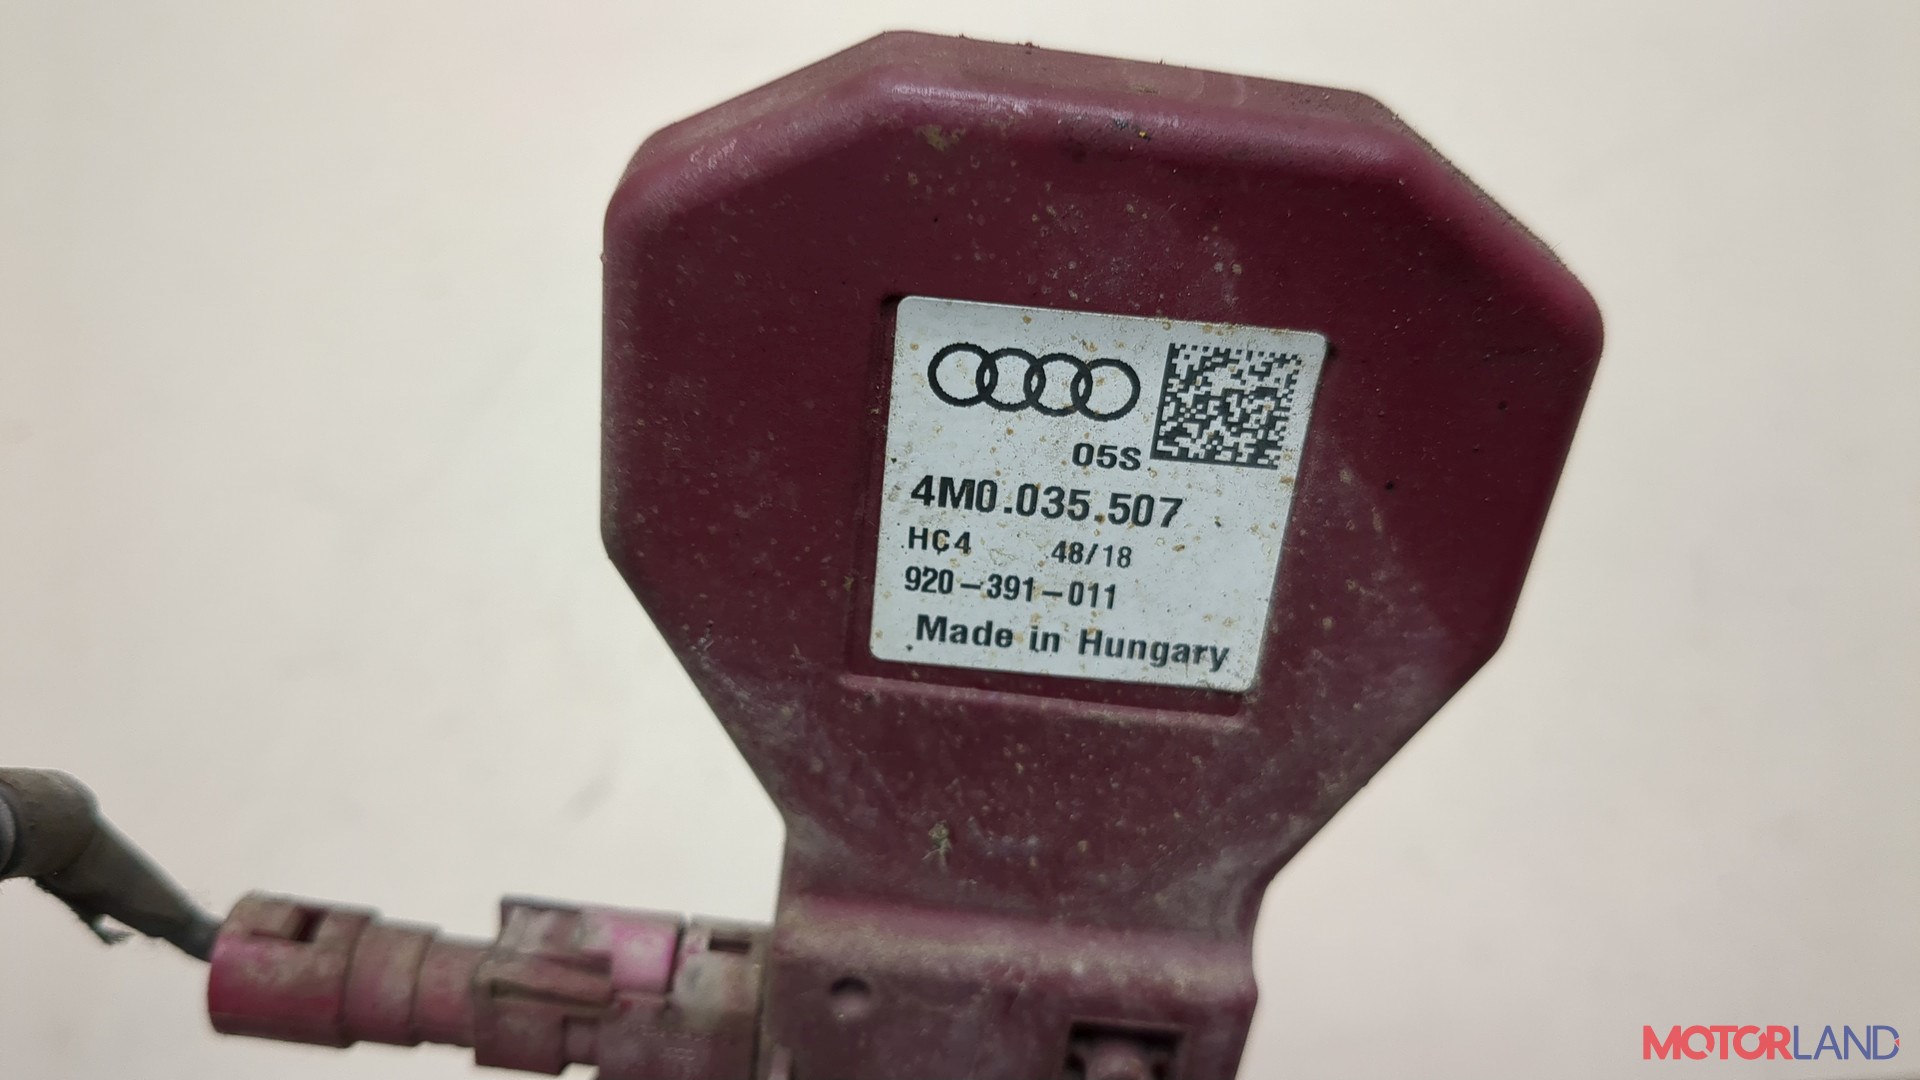 05S
4M0.035.507
HC4 48/18
920-391-011
Made in Hungary
MOTORLAND